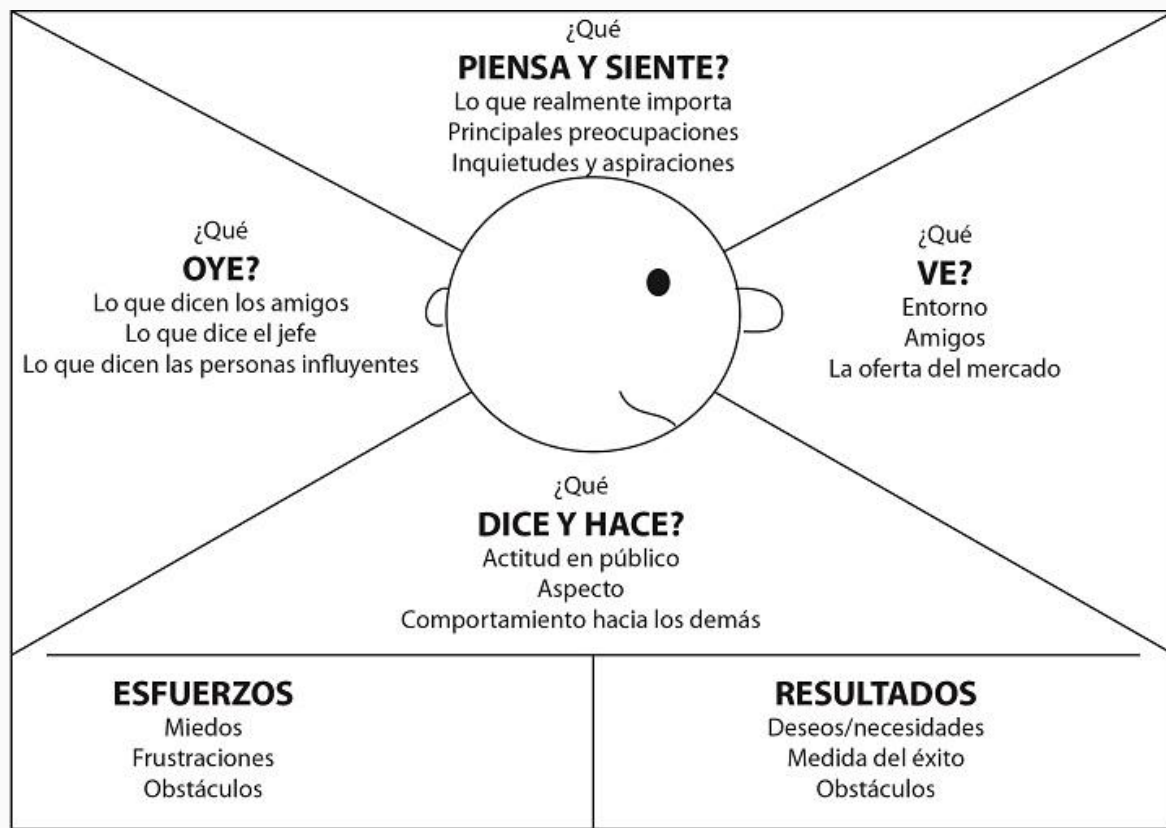 ¿Qué
PIENSA Y SIENTE?
Lo que realmente importa
Principales preocupaciones
Inquietudes y aspiraciones
¿Qué
OYE?
Lo que dicen los amigos
Lo que dice el jefe
Lo que dicen las personas influyentes
¿Qué
VE?
Entorno
Amigos
La oferta del mercado
¿Qué
DICE Y HACE?
Actitud en público
Aspecto
Comportamiento hacia los demás
ESFUERZOS
Miedos
Frustraciones
Obstáculos
RESULTADOS
Deseos/necesidades
Medida del éxito
Obstáculos